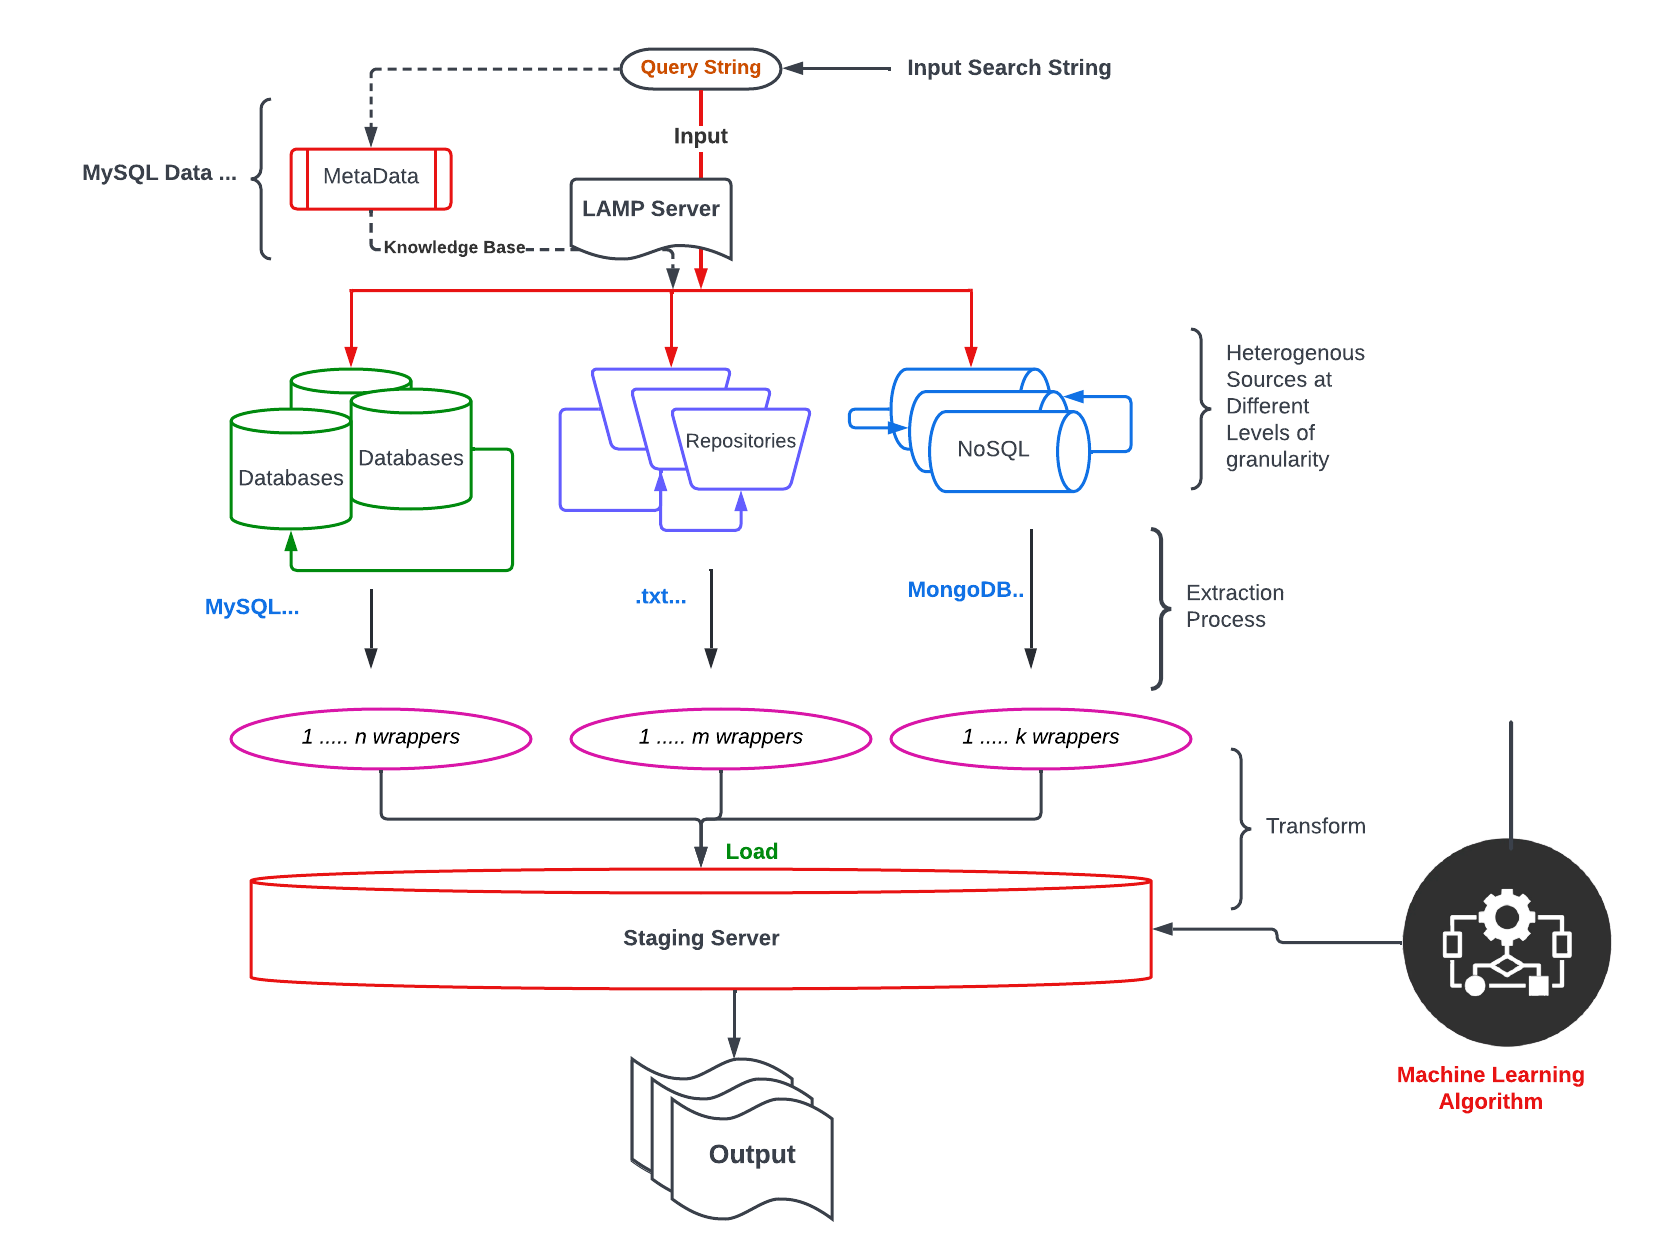 Query String
Input Search String
Input
MySQL Data ...
MetaData
LAMP Server
Knowledge Base
Heterogenous
Sources at
Different
Levels of
granularity
Databases
Databases
Repositories
NoSQL
MySQL...
.txt...
MongoDB..
Extraction
Process
1 ..... n wrappers
1 ..... m wrappers
1 ..... k wrappers
Transform
Load
Staging Server
Machine Learning
Algorithm
Output